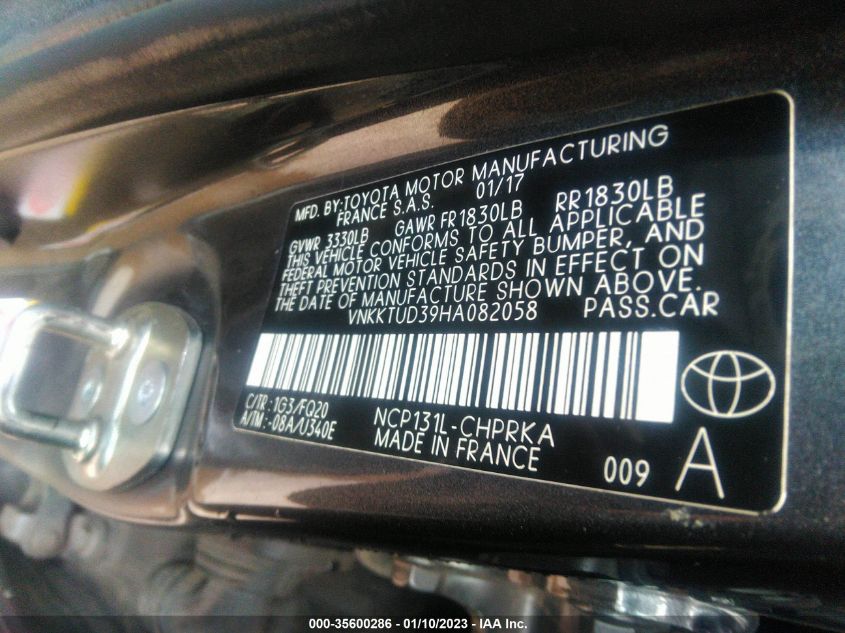 MFD. BY:TOYOTA MOTOR MANUFACTURING
FRANCE S.A.S. 01/17
GVWR 3330LB GAWR FR1830LB RR1830LB
THIS VEHICLE CONFORMS TO ALL APPLICABLE
FEDERAL MOTOR VEHICLE SAFETY BUMPER, AND
THEFT PREVENTION STANDARDS IN EFFECT ON
THE DATE OF MANUFACTURE SHOWN ABOVE.
VNKKTUD39HA082058 PASS.CAR
C/TR: 1G3/FQ20
A/TM: -08A/U340E
NCP131L-CHPRKA
MADE IN FRANCE
009 A
000-35600286 - 01/10/2023 - IAA Inc.